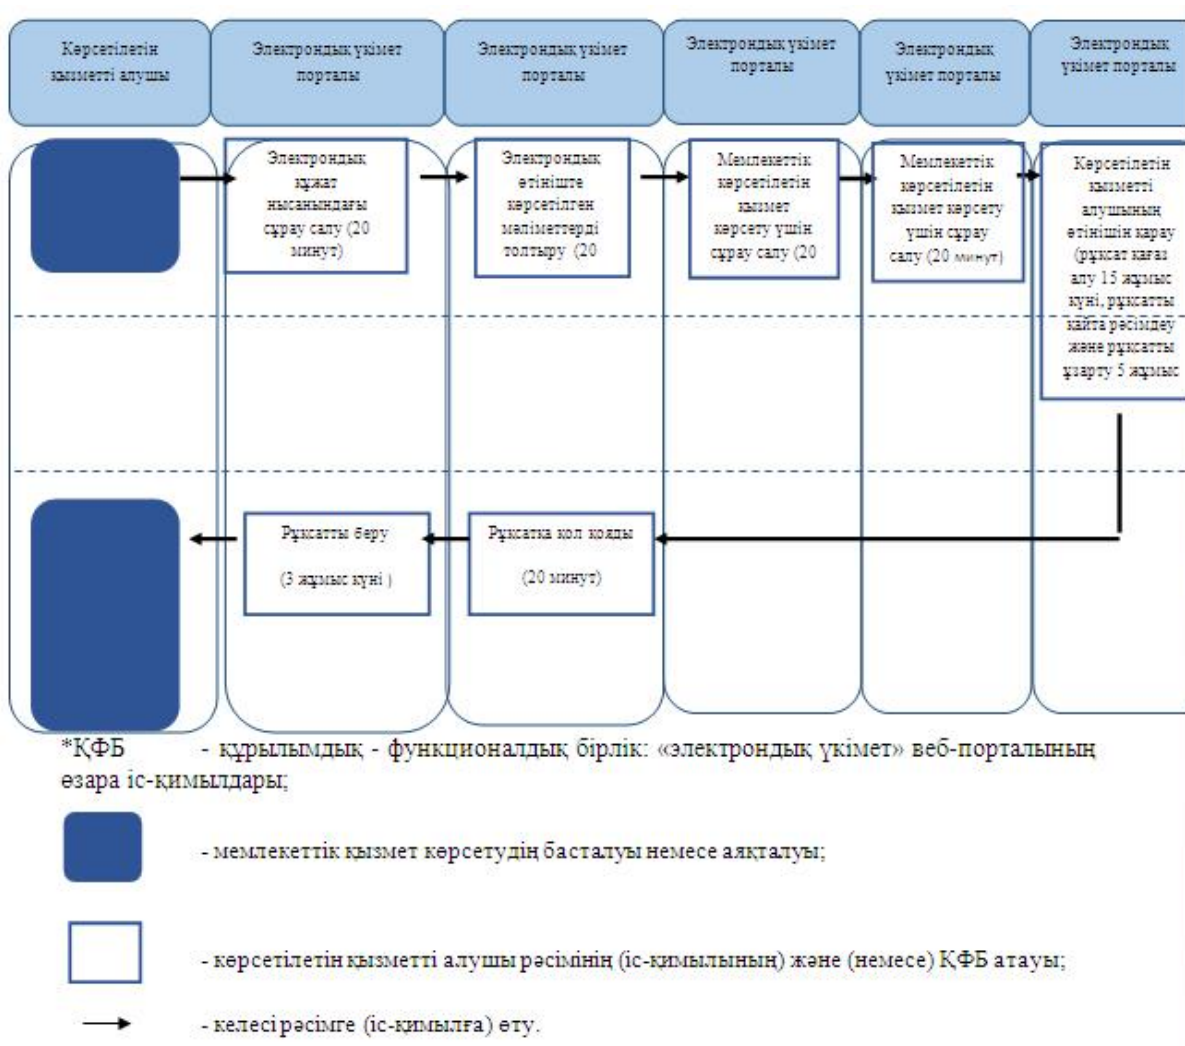 Көрсетілетін
қызметті алушы
Электрондық үкімет
порталы
Электрондық үкімет
порталы
Электрондық үкімет
порталы
Электрондық
үкімет порталы
Электрондық
үкімет порталы
Электрондық
құжат
нысанындағы
сұрау салу (20
минут)
Электрондық
өтініште
көрсетілген
мәліметтерді
толтыру (20
Мемлекеттік
көрсетілетін
қызмет
көрсету үшін
сұрау салу (20
Мемлекеттік
көрсетілетін
қызмет көрсету
үшін сұрау
салу (20 минут)
Көрсетілетін
қызметті
алушының
өтінішін қарау
(рұқсат қағаз
алу 15 жұмыс
күні, рұқсатты
қайта рәсімдеу
және рұқсатты
ұзарту 5 жұмыс
Рұқсатты беру
(3 жұмыс күні )
Рұқсатқа қол қояды
(20 минут)
*ҚФБ - құрылымдық - функционалдық бірлік: «электрондық үкімет» веб-порталының
өзара іс-қимылдары;
- мемлекеттік қызмет көрсетудің басталуы немесе аяқталуы;
- көрсетілетін қызметті алушы рәсімінің (іс-қимылының) және (немесе) ҚФБ атауы;
- келесі рәсімге (іс-қимылға) өту.